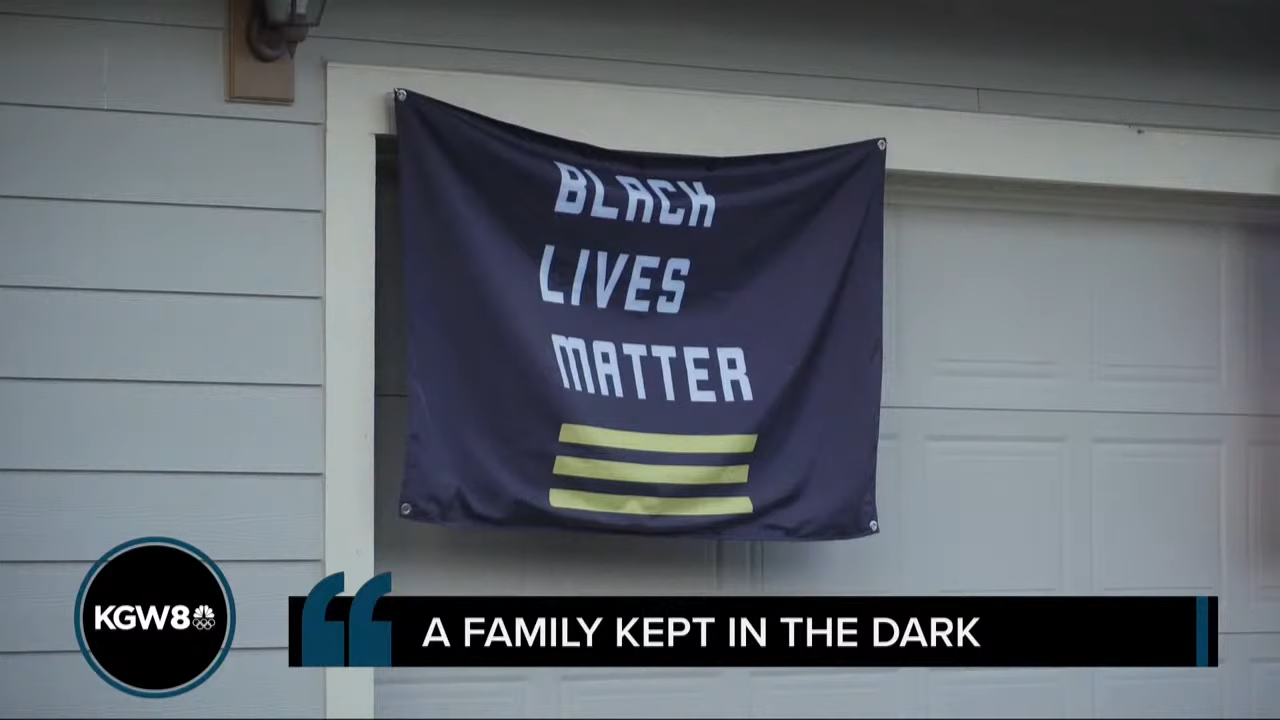 BLACK
LIVES
MATTER
KGW8
“ A FAMILY KEPT IN THE DARK